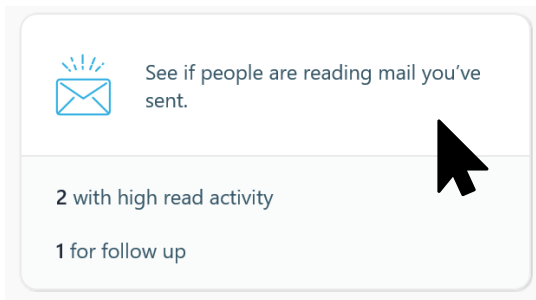 See if people are reading mail you’ve
sent.
2 with high read activity
1 for follow up